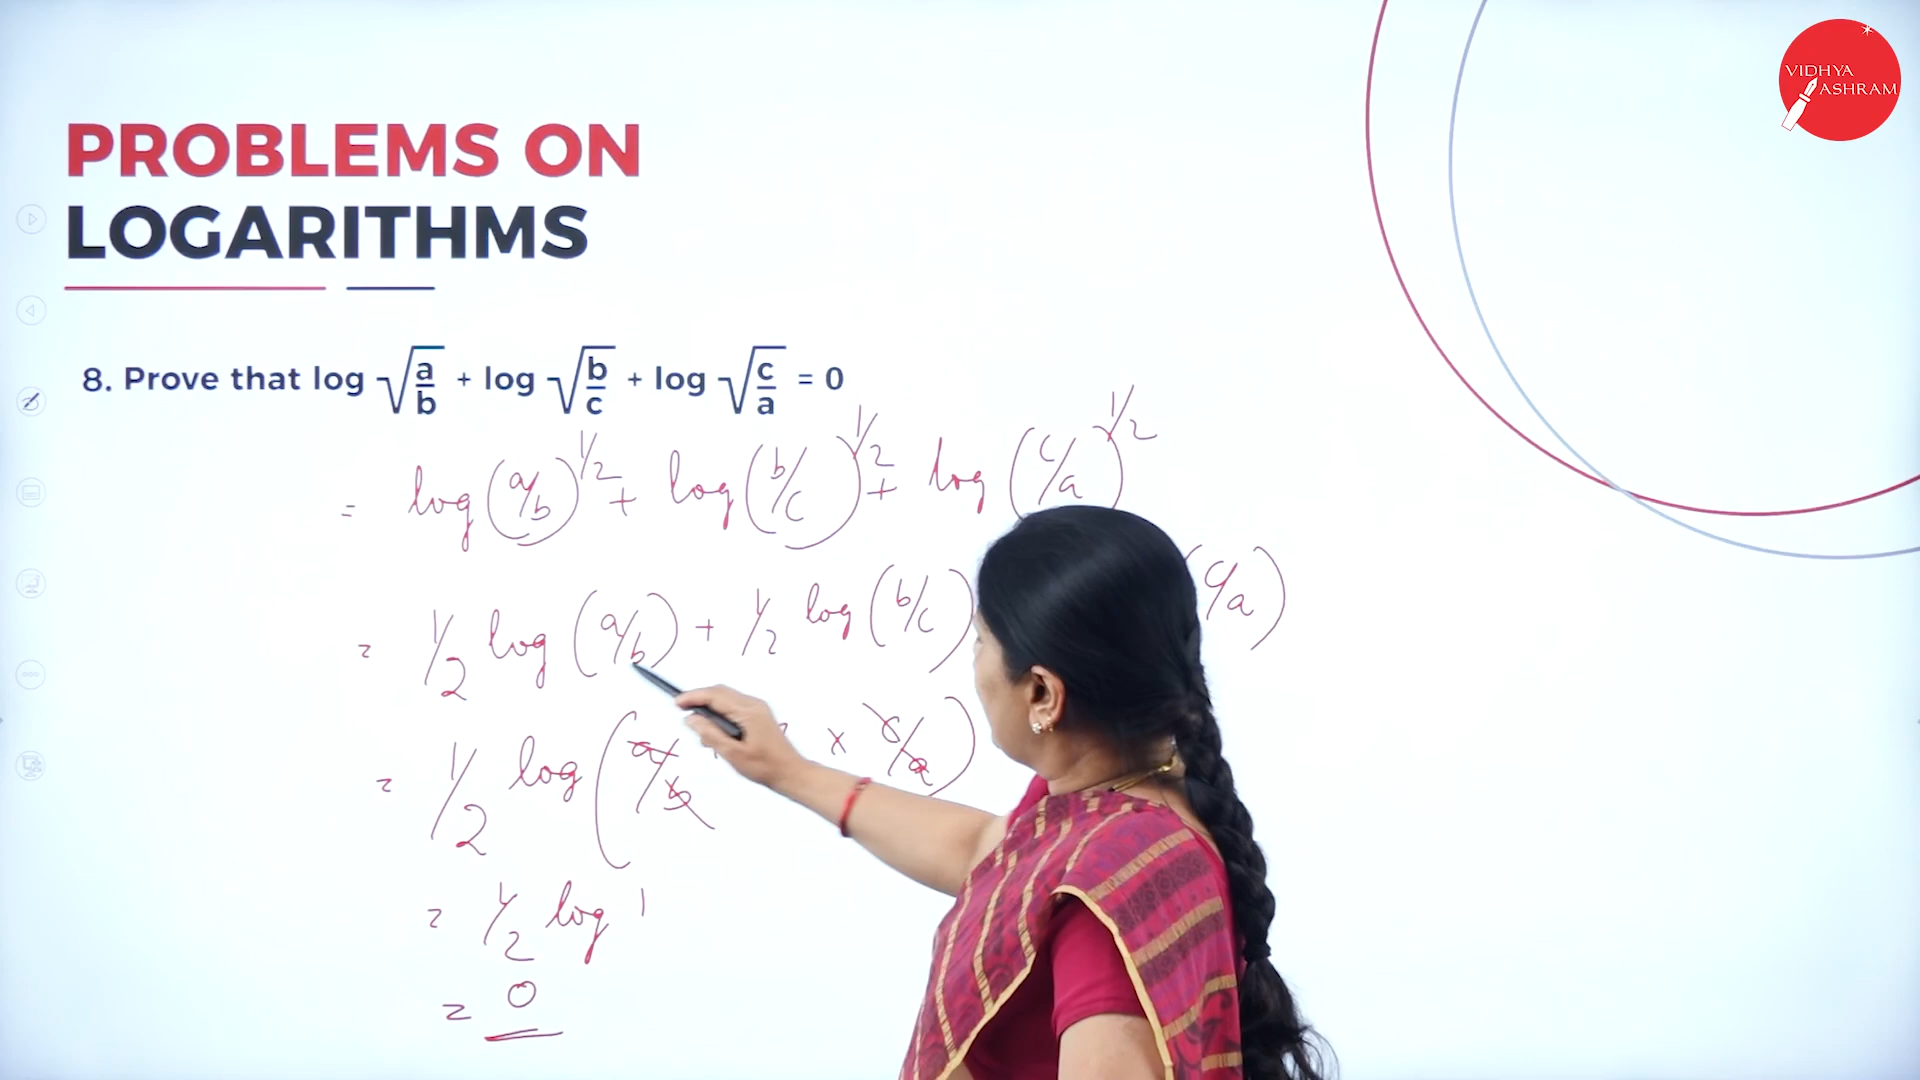 VIDHYA
ASHRAM
PROBLEMS ON
LOGARITHMS
8. Prove that log √(a/b) + log √(b/c) + log √(c/a) = 0
= log (a/b)^1/2 + log (b/c)^1/2 + log (c/a)^1/2
= 1/2 log (a/b) + 1/2 log (b/c) (c/a)
= 1/2 log (a/b × c/a)
= 1/2 log 1
= 0